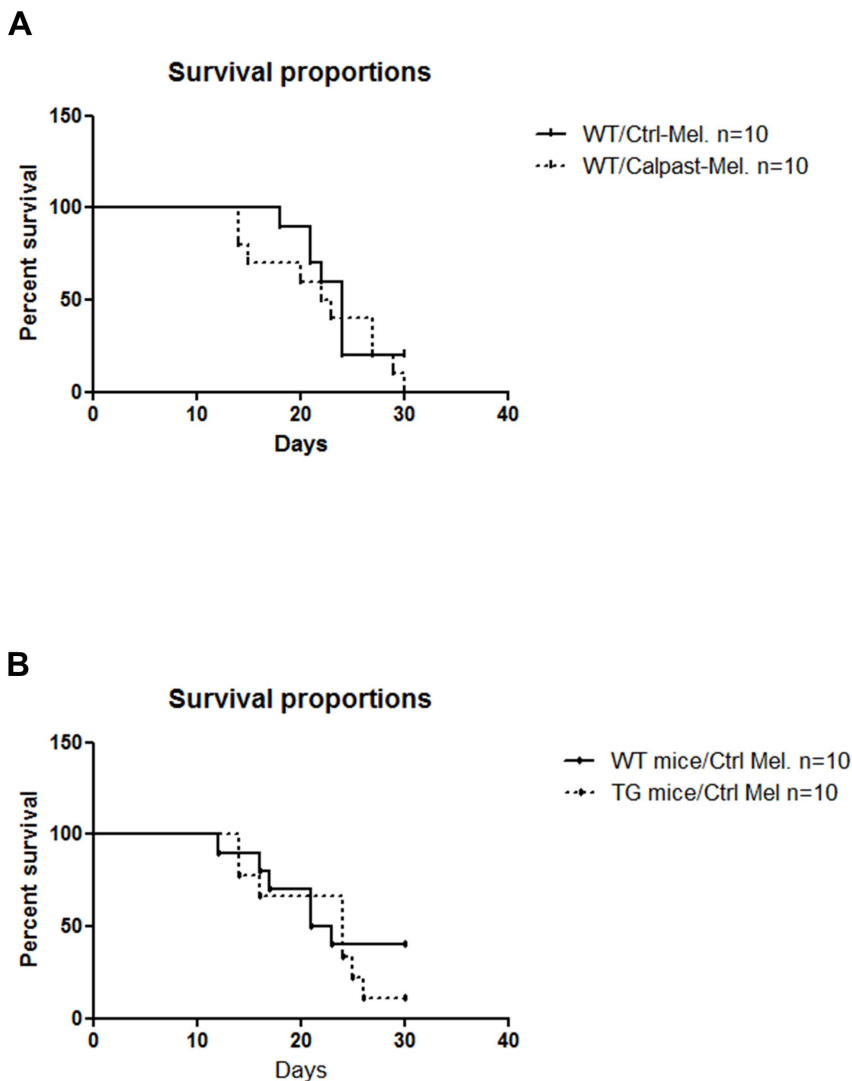 A
Survival proportions
150
100
50
0
Percent survival
0 10 20 30 40
Days
WT/Ctrl-Mel. n=10
WT/Calpast-Mel. n=10
B
Survival proportions
150
100
50
0
Percent survival
0 10 20 30 40
Days
WT mice/Ctrl Mel. n=10
TG mice/Ctrl Mel n=10